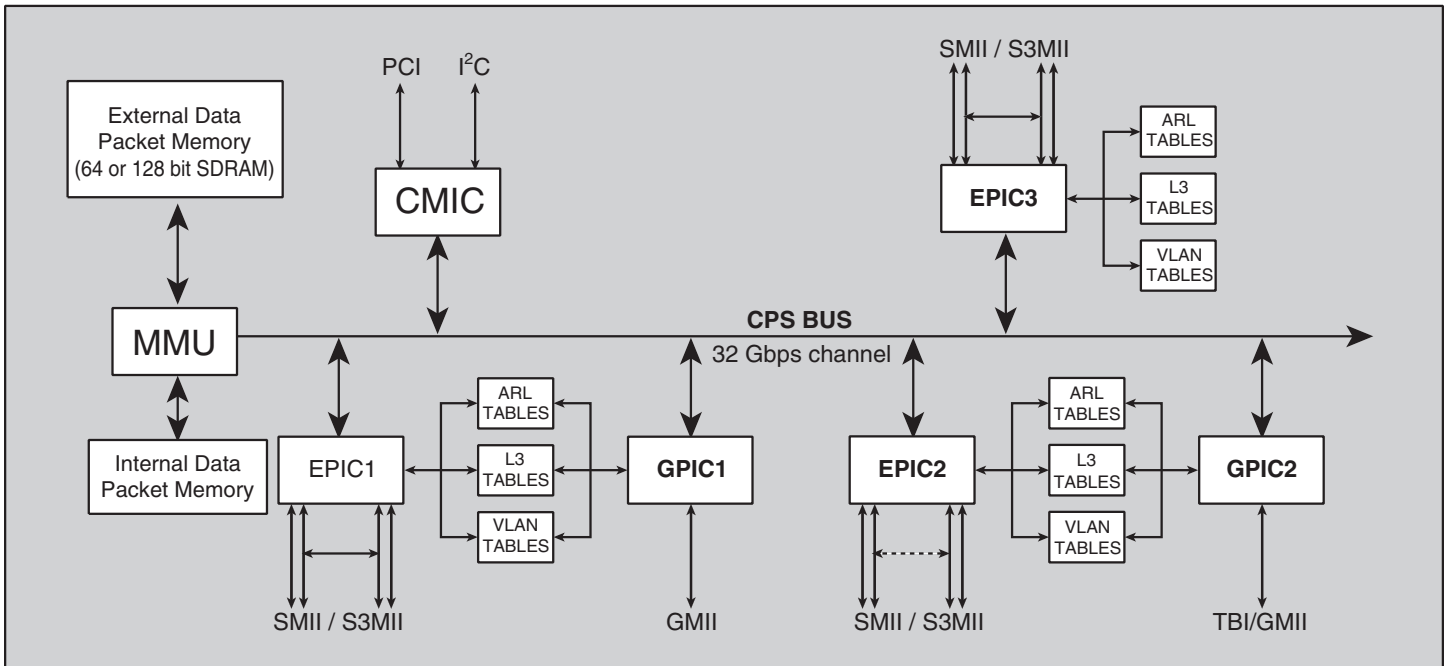 SMII / S3MII
PCI
I²C
External Data
Packet Memory
(64 or 128 bit SDRAM)
CMIC
EPIC3
ARL
TABLES
L3
TABLES
VLAN
TABLES
MMU
CPS BUS
32 Gbps channel
Internal Data
Packet Memory
EPIC1
ARL
TABLES
L3
TABLES
VLAN
TABLES
GPIC1
EPIC2
ARL
TABLES
L3
TABLES
VLAN
TABLES
GPIC2
SMII / S3MII
GMII
SMII / S3MII
TBI/GMII